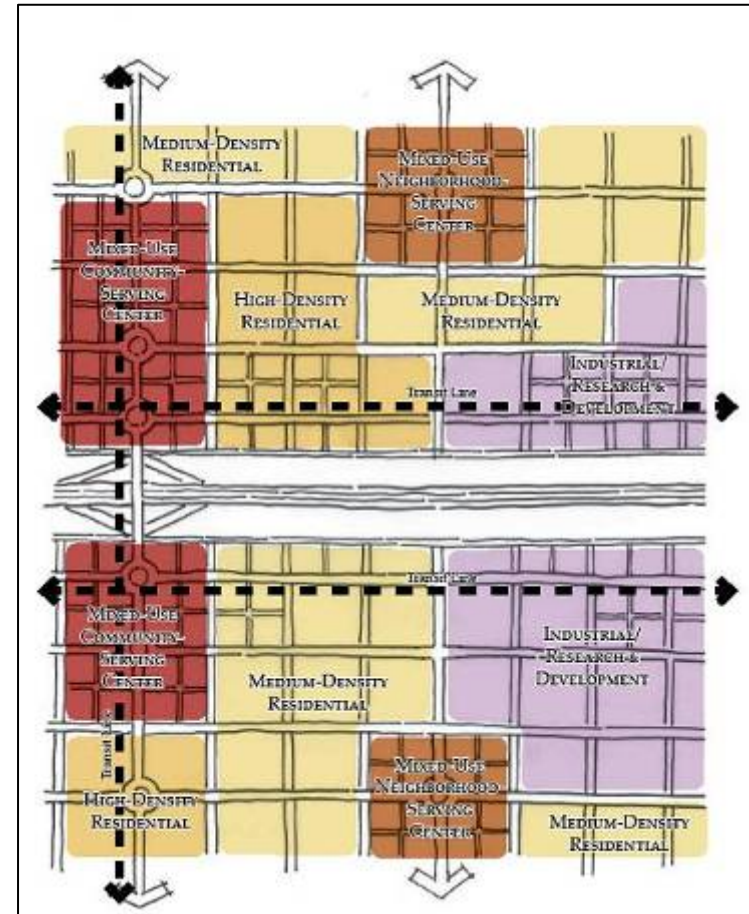 Medium-Density
Residential
Mixed-Use
Neighborhood-
Serving
Center
Mixed-Use
Community-
Serving
Center
High-Density
Residential
Medium-Density
Residential
Industrial/
Research &
Development
Transit Lane
Transit Lane
Mixed-Use
Community-
Serving
Center
Industrial/
Research &
Development
Medium-Density
Residential
Transit Line
High-Density
Residential
Mixed-Use
Neighborhood
Serving
Center
Medium-Density
Residential